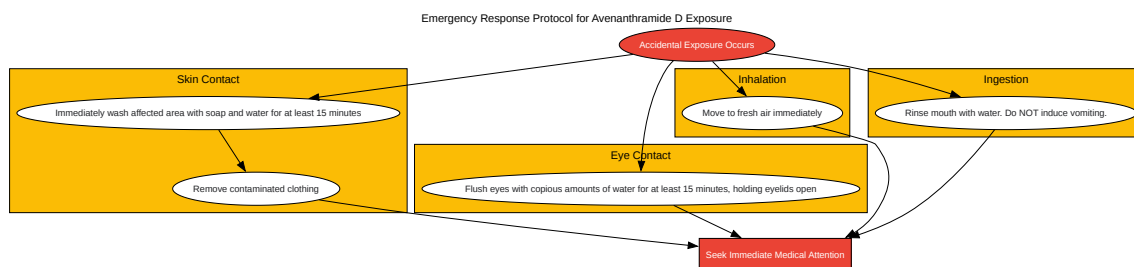 Emergency Response Protocol for Avenanthramide D Exposure
Accidental Exposure Occurs
Skin Contact
Immediately wash affected area with soap and water for at least 15 minutes
Remove contaminated clothing
Inhalation
Move to fresh air immediately
Ingestion
Rinse mouth with water. Do NOT induce vomiting.
Eye Contact
Flush eyes with copious amounts of water for at least 15 minutes, holding eyelids open
Seek Immediate Medical Attention